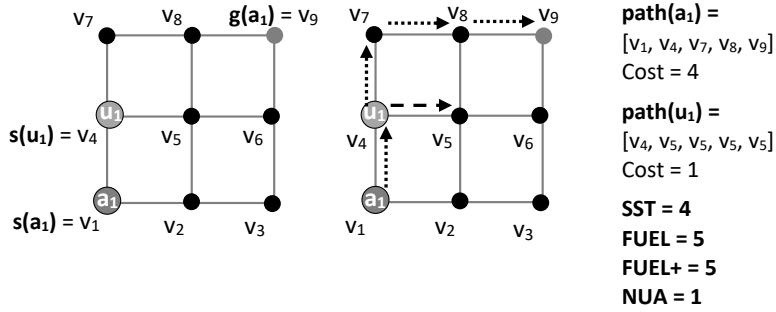 v₇ v₈ g(a₁) = v₉
u₁
s(u₁) = v₄ v₅ v₆
a₁
s(a₁) = v₁ v₂ v₃
v₇ v₈ v₉
u₁
v₄ v₅ v₆
a₁
v₁ v₂ v₃
path(a₁) =
[v₁, v₄, v₇, v₈, v₉]
Cost = 4
path(u₁) =
[v₄, v₅, v₅, v₅, v₅]
Cost = 1
SST = 4
FUEL = 5
FUEL+ = 5
NUA = 1